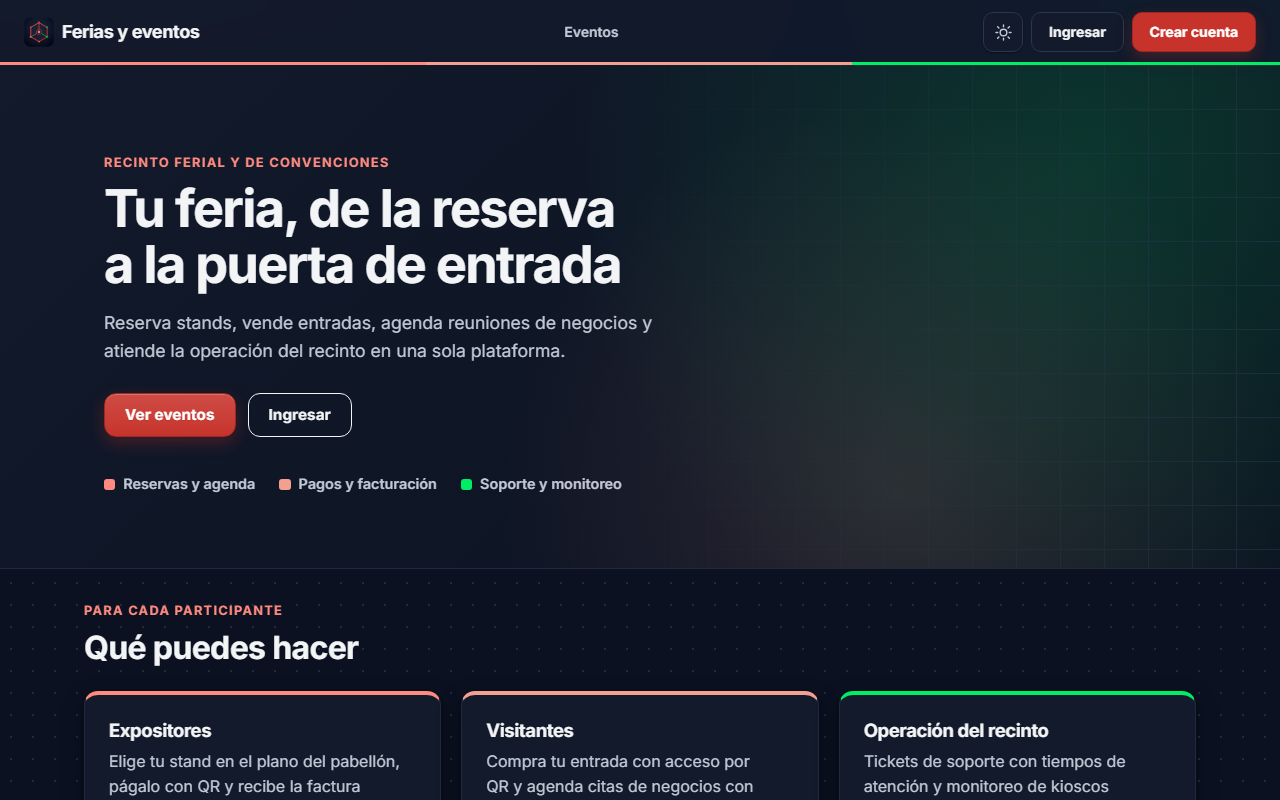 Ferias y eventos
Eventos
Ingresar
Crear cuenta
RECINTO FERIAL Y DE CONVENCIONES
Tu feria, de la reserva
a la puerta de entrada
Reserva stands, vende entradas, agenda reuniones de negocios y
atiende la operación del recinto en una sola plataforma.
Ver eventos
Ingresar
Reservas y agenda
Pagos y facturación
Soporte y monitoreo
PARA CADA PARTICIPANTE
Qué puedes hacer
Expositores
Elige tu stand en el plano del pabellón,
págalo con QR y recibe la factura
Visitantes
Compra tu entrada con acceso por
QR y agenda citas de negocios con
Operación del recinto
Tickets de soporte con tiempos de
atención y monitoreo de kioscos